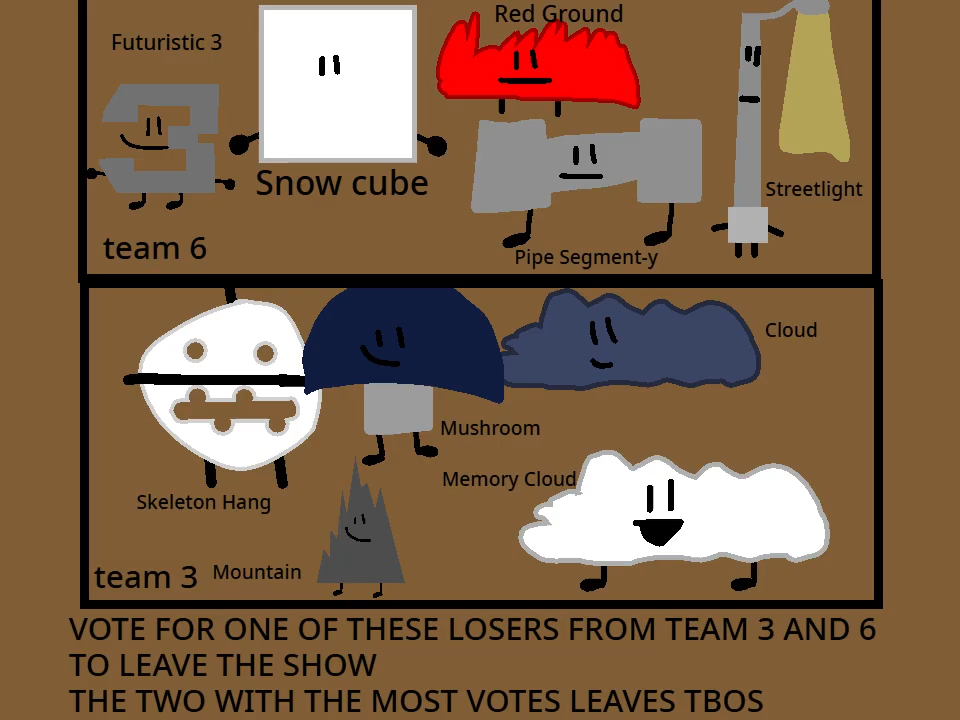 Red Ground
Futuristic 3
Snow cube
Streetlight
team 6
Pipe Segment-y
Cloud
Mushroom
Memory Cloud
Skeleton Hang
team 3
Mountain
VOTE FOR ONE OF THESE LOSERS FROM TEAM 3 AND 6
TO LEAVE THE SHOW
THE TWO WITH THE MOST VOTES LEAVES TBOS